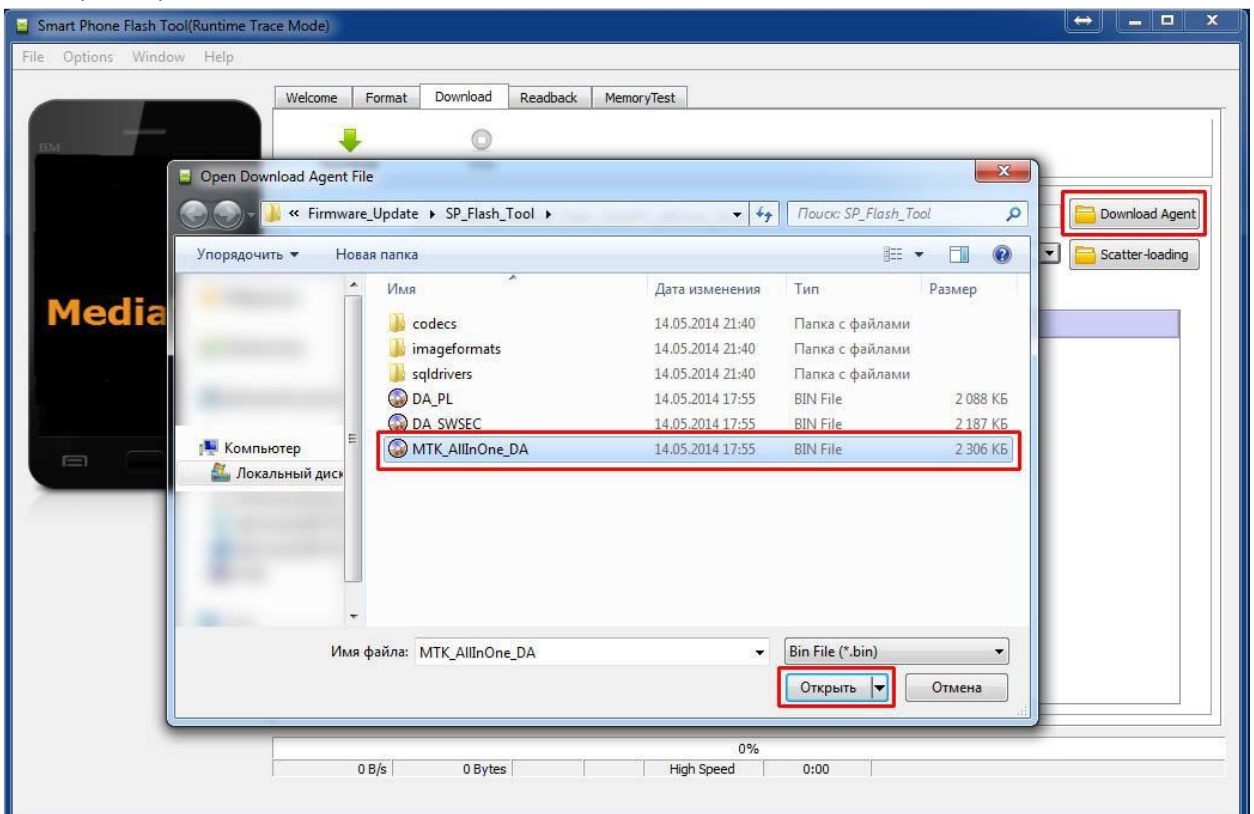 Smart Phone Flash Tool(Runtime Trace Mode)
File Options Window Help
Welcome Format Download Readback MemoryTest
BM
Open Download Agent File
« Firmware_Update SP_Flash_Tool
Поиск: SP_Flash_Tool
Download Agent
Упорядочить Новая папка
Scatter-loading
Имя Дата изменения Тип Размер
Media
codecs 14.05.2014 21:40 Папка с файлами
imageformats 14.05.2014 21:40 Папка с файлами
sqldrivers 14.05.2014 21:40 Папка с файлами
DA_PL 14.05.2014 17:55 BIN File 2 088 КБ
DA_SWSEC 14.05.2014 17:55 BIN File 2 187 КБ
Компьютер
MTK_AllInOne_DA 14.05.2014 17:55 BIN File 2 306 КБ
Локальный диск
Имя файла: MTK_AllInOne_DA Bin File (*.bin)
Открыть Отмена
0%
0 B/s 0 Bytes High Speed 0:00